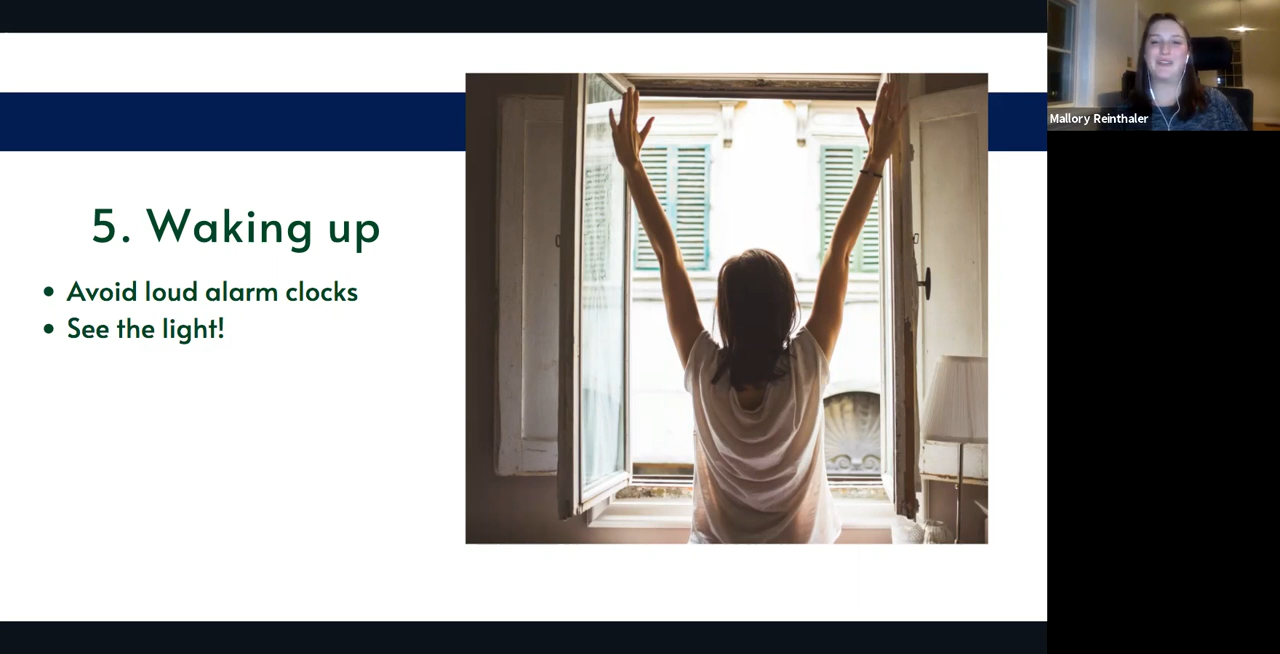 5. Waking up
Avoid loud alarm clocks
See the light!
Mallory Reinthaler